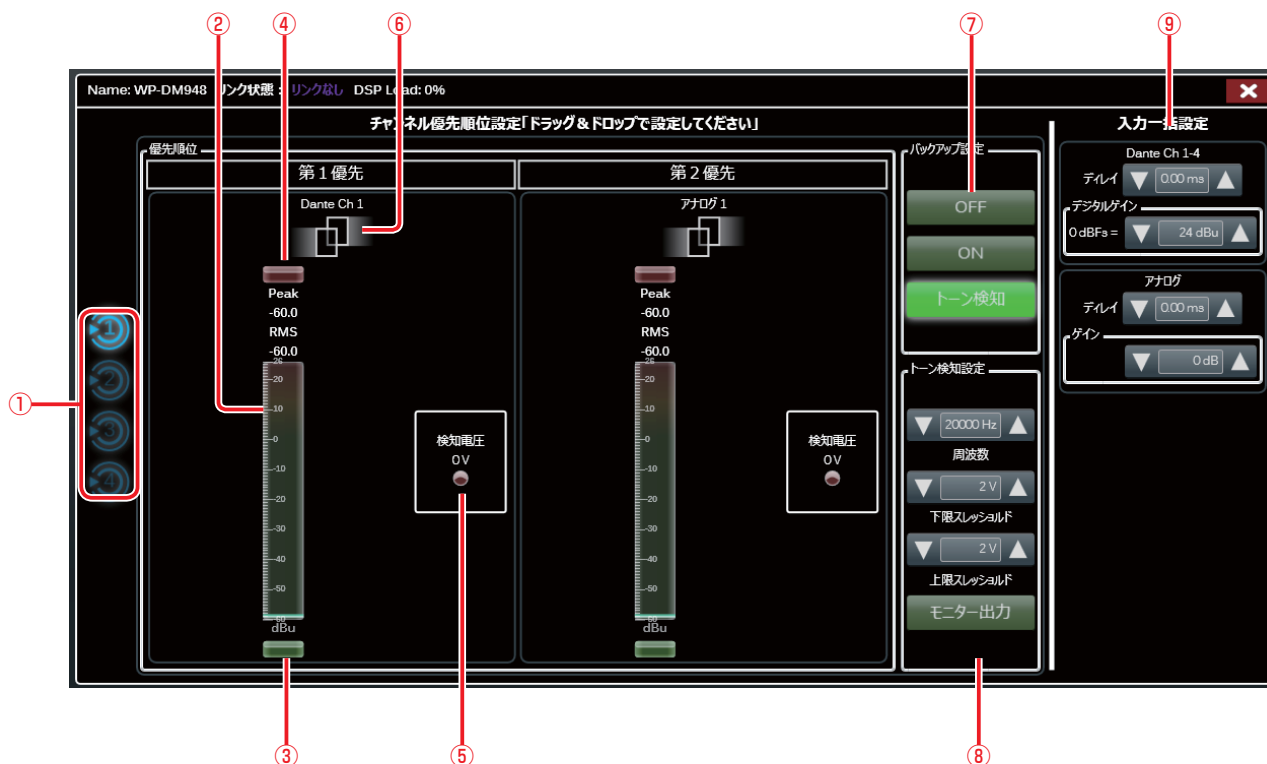 ② ④ ⑥ ⑦ ⑨
Name: WP-DM948 リンク状態： リンクなし DSP Load: 0%
チャンネル優先順位設定「ドラッグ＆ドロップで設定してください」
入力一括設定
優先順位
第1優先
第2優先
Dante Ch 1
Peak
-60.0
RMS
-60.0
26
20
10
0
-10
-20
-30
-40
-50
-60
dBu
検知電圧
0 V
アナログ 1
Peak
-60.0
RMS
-60.0
26
20
10
0
-10
-20
-30
-40
-50
-60
dBu
検知電圧
0 V
バックアップ設定
OFF
ON
トーン検知
トーン検知設定
20000 Hz
周波数
2 V
下限スレッショルド
2 V
上限スレッショルド
モニター出力
Dante Ch 1-4
ディレイ 0.00 ms
デジタルゲイン
0 dBFs = 24 dBu
アナログ
ディレイ 0.00 ms
ゲイン
0 dB
①
1
2
3
4
③ ⑤ ⑧